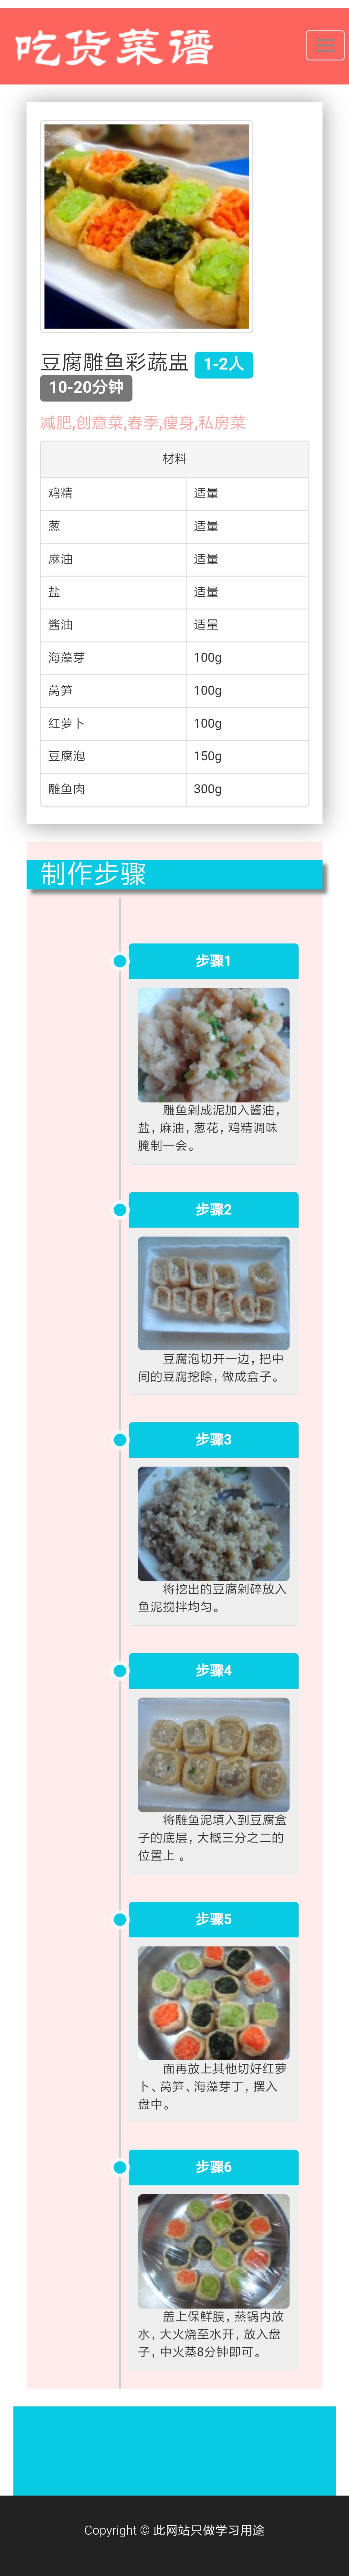 吃货菜谱
豆腐雕鱼彩蔬盅 1-2人
10-20分钟
减肥,创意菜,春季,瘦身,私房菜
材料
鸡精 适量
葱 适量
麻油 适量
盐 适量
酱油 适量
海藻芽 100g
莴笋 100g
红萝卜 100g
豆腐泡 150g
雕鱼肉 300g
制作步骤
步骤1
雕鱼剁成泥加入酱油，
盐，麻油，葱花，鸡精调味
腌制一会。
步骤2
豆腐泡切开一边，把中
间的豆腐挖除，做成盒子。
步骤3
将挖出的豆腐剁碎放入
鱼泥搅拌均匀。
步骤4
将雕鱼泥填入到豆腐盒
子的底层，大概三分之二的
位置上 。
步骤5
面再放上其他切好红萝
卜、莴笋、海藻芽丁，摆入
盘中。
步骤6
盖上保鲜膜，蒸锅内放
水，大火烧至水开，放入盘
子，中火蒸8分钟即可。
Copyright © 此网站只做学习用途